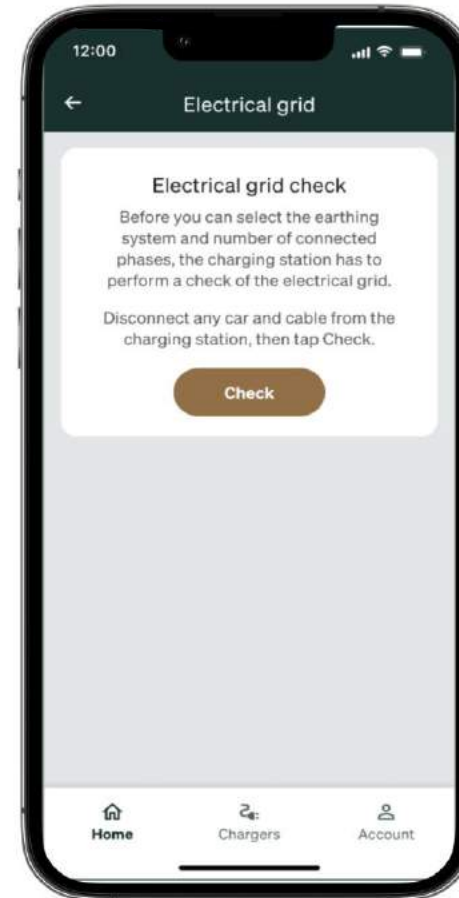 12:00
Electrical grid
Electrical grid check
Before you can select the earthing
system and number of connected
phases, the charging station has to
perform a check of the electrical grid.
Disconnect any car and cable from the
charging station, then tap Check.
Check
Home
Chargers
Account